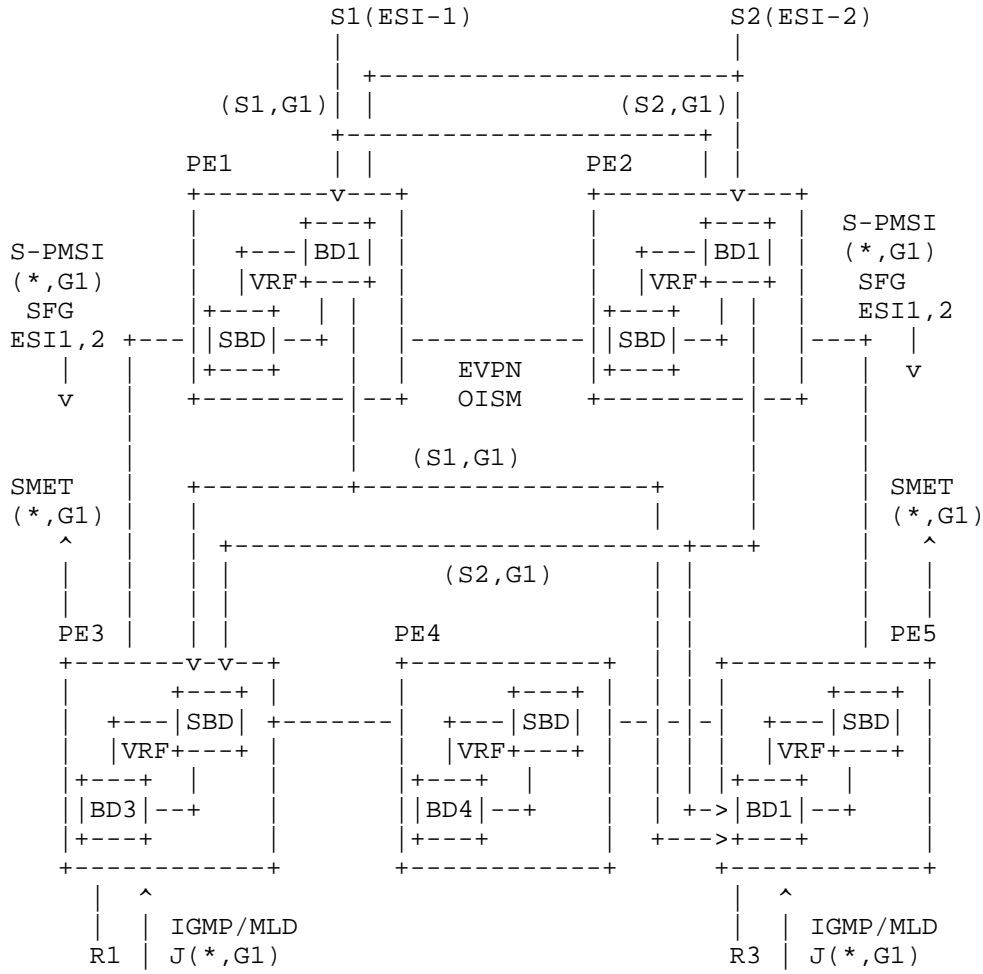 S1(ESI-1) S2(ESI-2)
(S1,G1) (S2,G1)
PE1 PE2
S-PMSI BD1 BD1 S-PMSI
(*,G1) VRF VRF (*,G1)
SFG SFG
ESI1,2 SBD SBD ESI1,2
EVPN
v OISM v
(S1,G1)
SMET SMET
(*,G1) (*,G1)
(S2,G1)
PE3 PE4 PE5
SBD SBD SBD
VRF VRF VRF
BD3 BD4 BD1
IGMP/MLD IGMP/MLD
R1 J(*,G1) R3 J(*,G1)